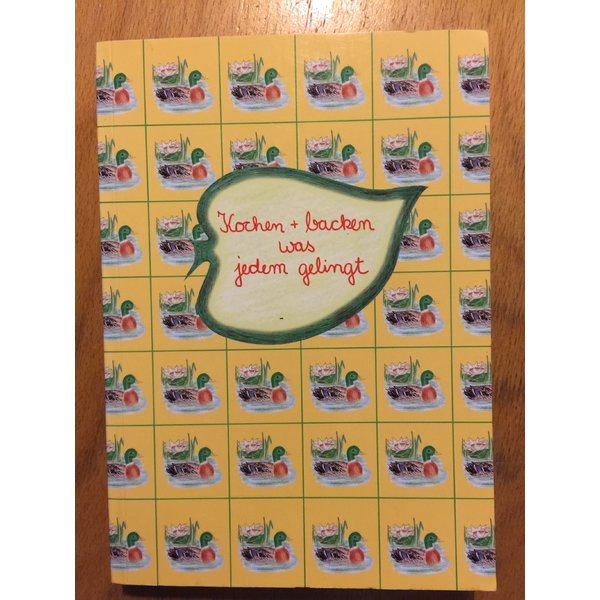 Kochen + backen
was
jedem gelingt
-